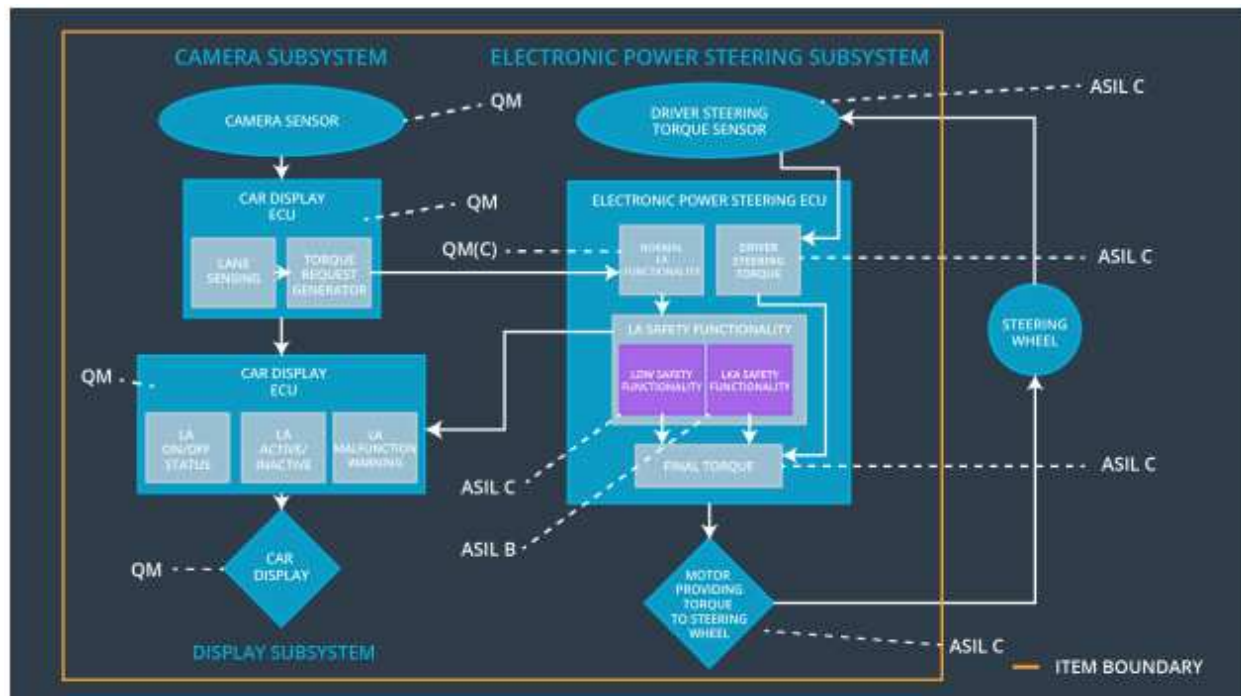 CAMERA SUBSYSTEM
ELECTRONIC POWER STEERING SUBSYSTEM
ASIL C
QM
CAMERA SENSOR
DRIVER STEERING
TORQUE SENSOR
CAR DISPLAY
ECU
QM
ELECTRONIC POWER STEERING ECU
LANE
SENSING
TORQUE
REQUEST
GENERATOR
QM(C)
NORMAL
LA
FUNCTIONALITY
DRIVER
STEERING
TORQUE
ASIL C
STEERING
WHEEL
LA SAFETY FUNCTIONALITY
LDW SAFETY
FUNCTIONALITY
LKA SAFETY
FUNCTIONALITY
QM
CAR DISPLAY
ECU
LA
ON/OFF
STATUS
LA
ACTIVE/
INACTIVE
LA
MALFUNCTION
WARNING
FINAL TORQUE
ASIL C
ASIL C
ASIL B
QM
CAR
DISPLAY
MOTOR
PROVIDING
TORQUE
TO STEERING
WHEEL
ASIL C
DISPLAY SUBSYSTEM
ITEM BOUNDARY